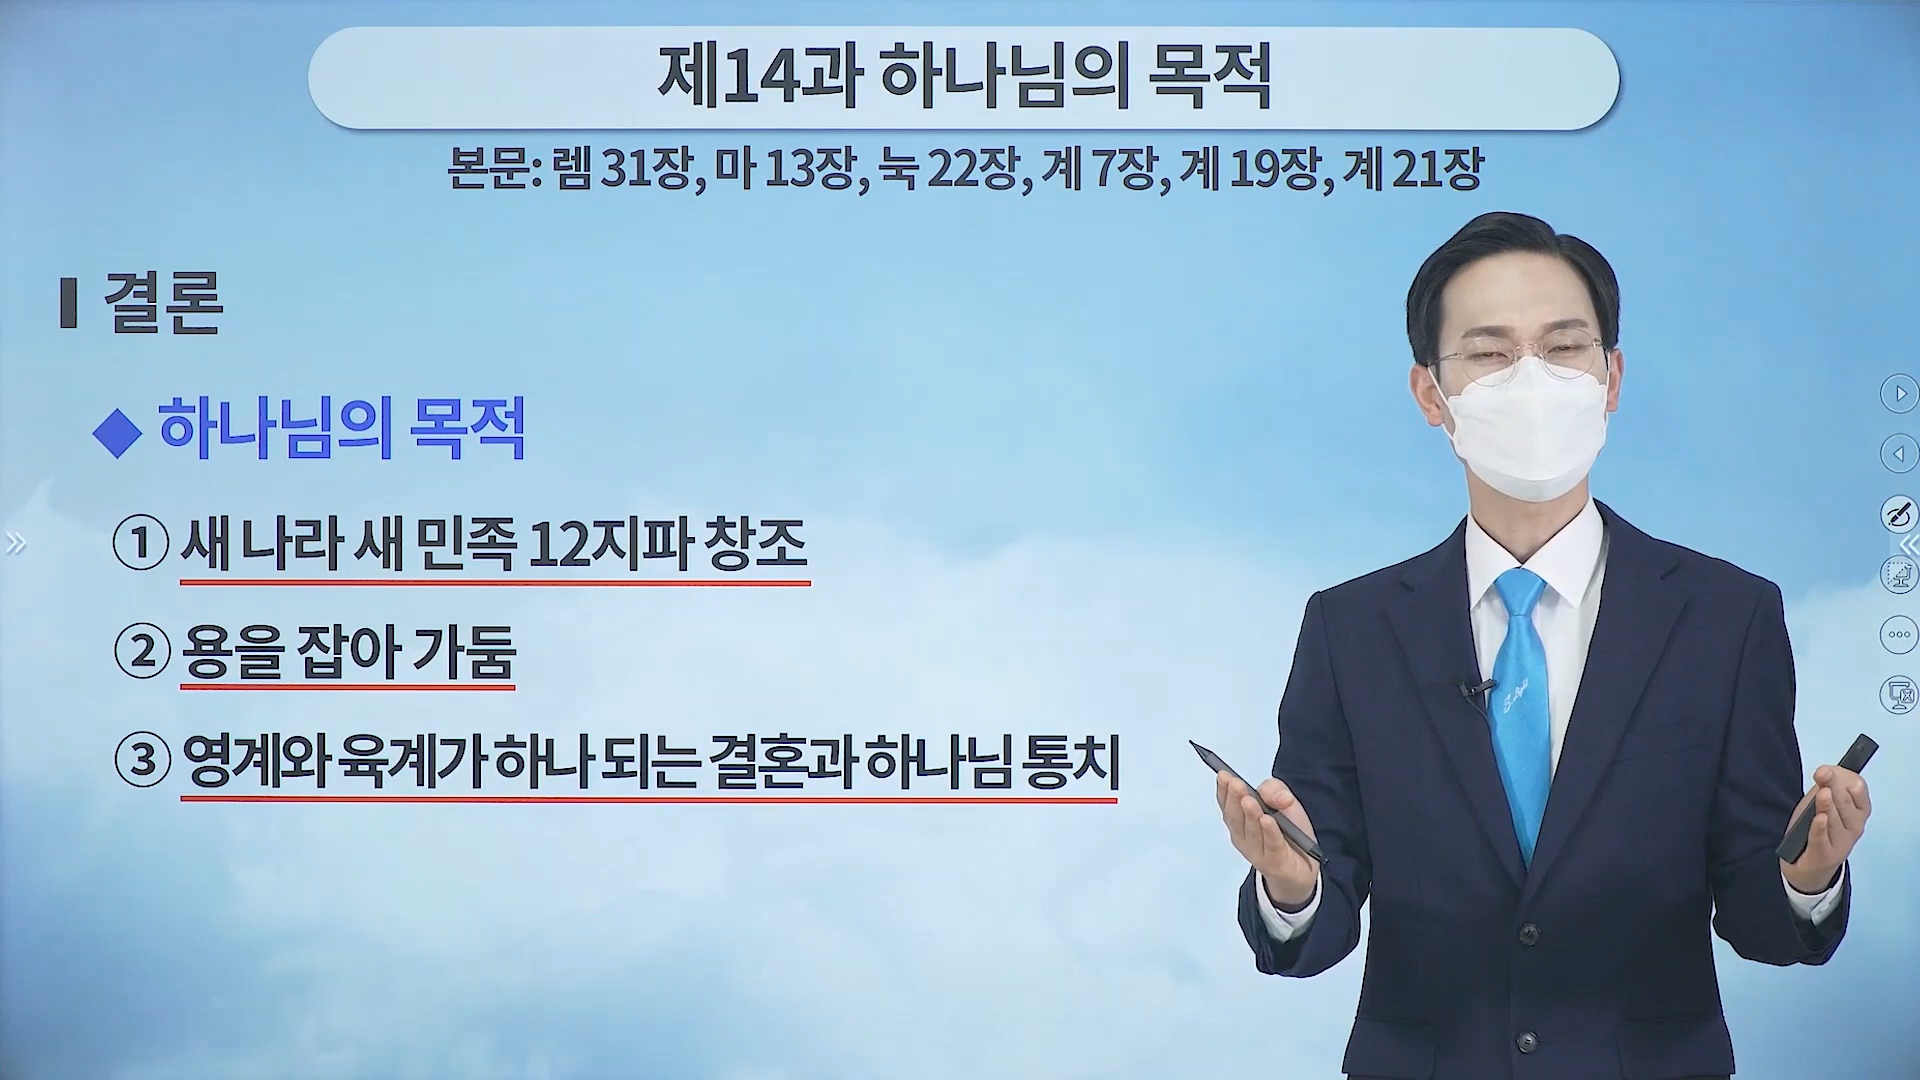 제14과 하나님의 목적
본문: 렘 31장, 마 13장, 눅 22장, 계 7장, 계 19장, 계 21장
결론
◆ 하나님의 목적
① 새 나라 새 민족 12지파 창조
② 용을 잡아 가둠
③ 영계와 육계가 하나 되는 결혼과 하나님 통치